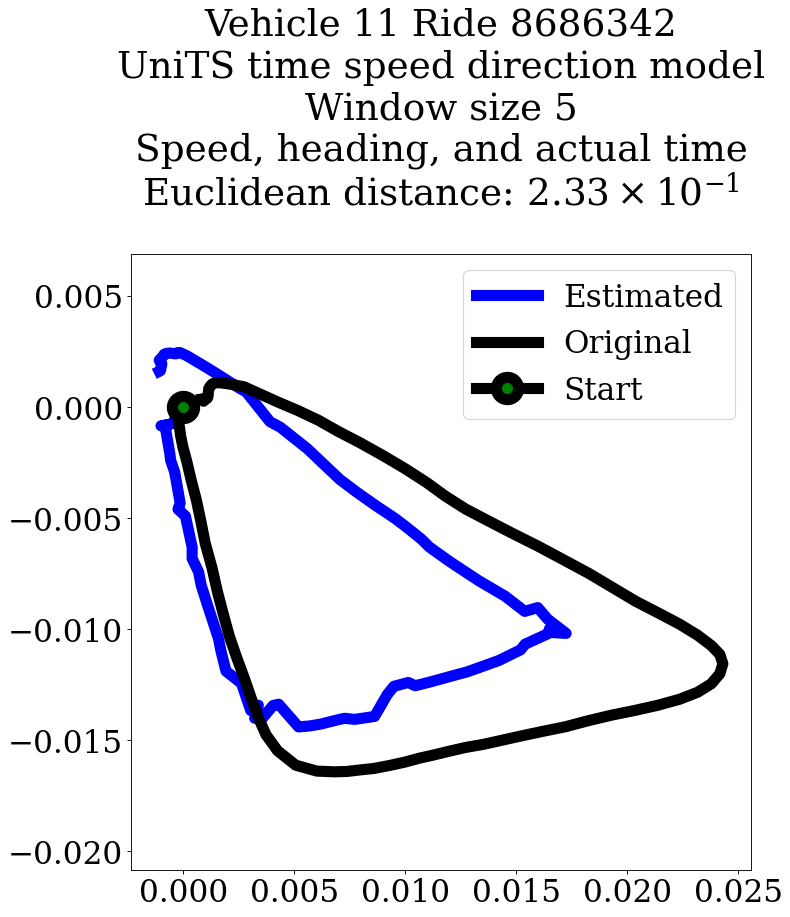 Vehicle 11 Ride 8686342
UniTS time speed direction model
Window size 5
Speed, heading, and actual time
Euclidean distance: 2.33 × 10⁻¹
Estimated
Original
Start
0.005
0.000
−0.005
−0.010
−0.015
−0.020
0.000 0.005 0.010 0.015 0.020 0.025